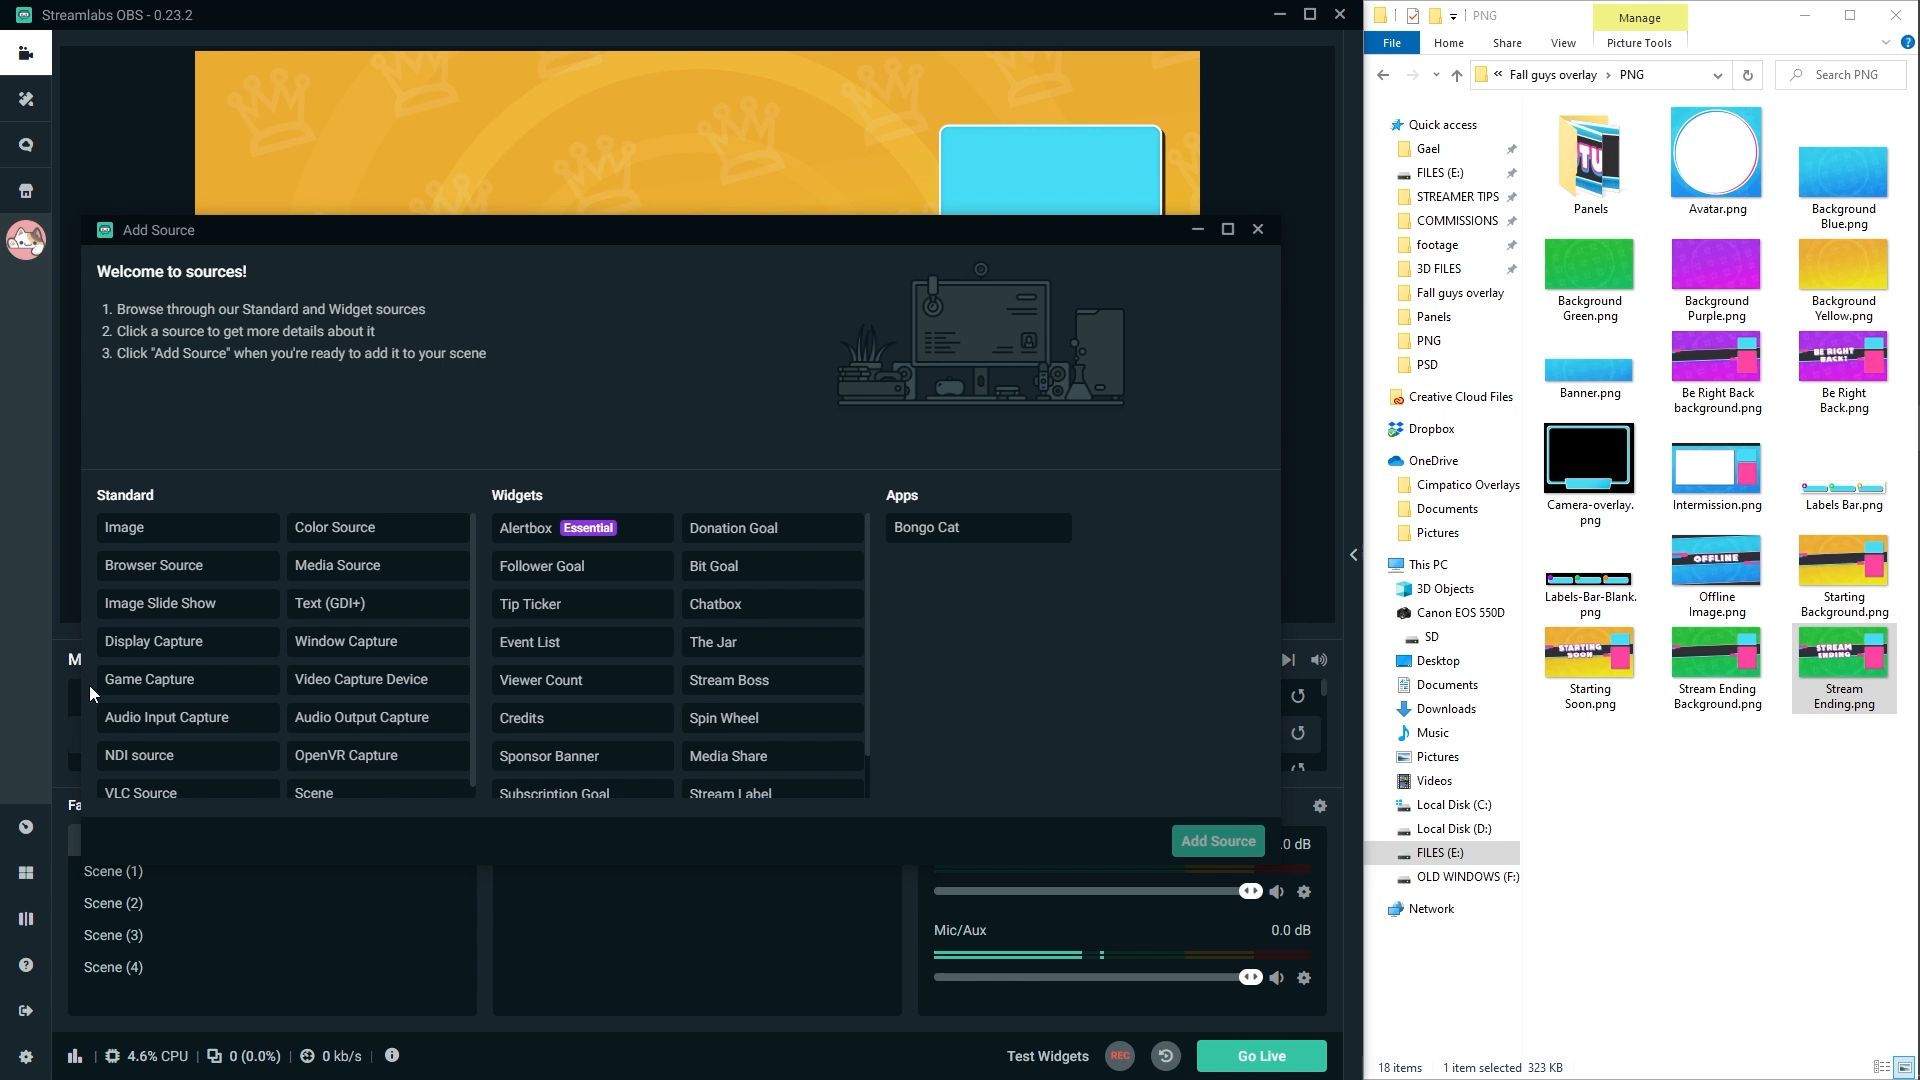 Streamlabs OBS - 0.23.2
Add Source
Welcome to sources!
1. Browse through our Standard and Widget sources
2. Click a source to get more details about it
3. Click "Add Source" when you're ready to add it to your scene
Standard
Image
Color Source
Browser Source
Media Source
Image Slide Show
Text (GDI+)
Display Capture
Window Capture
Game Capture
Video Capture Device
Audio Input Capture
Audio Output Capture
NDI source
OpenVR Capture
VLC Source
Scene
Widgets
Alertbox Essential
Donation Goal
Follower Goal
Bit Goal
Tip Ticker
Chatbox
Event List
The Jar
Viewer Count
Stream Boss
Credits
Spin Wheel
Sponsor Banner
Media Share
Subscription Goal
Stream Label
Apps
Bongo Cat
Add Source
M
Fa
.0 dB
Scene (1)
Scene (2)
Scene (3)
Scene (4)
Mic/Aux
0.0 dB
4.6% CPU
0 (0.0%)
0 kb/s
Test Widgets
REC
Go Live
PNG
Manage
File
Home
Share
View
Picture Tools
« Fall guys overlay › PNG
Search PNG
Quick access
Gael
FILES (E:)
STREAMER TIPS
COMMISSIONS
footage
3D FILES
Fall guys overlay
Panels
PNG
PSD
Creative Cloud Files
Dropbox
OneDrive
Cimpatico Overlays
Documents
Pictures
This PC
3D Objects
Canon EOS 550D
SD
Desktop
Documents
Downloads
Music
Pictures
Videos
Local Disk (C:)
Local Disk (D:)
FILES (E:)
OLD WINDOWS (F:)
Network
TU
Panels
Avatar.png
Background
Blue.png
Background
Green.png
Background
Purple.png
Background
Yellow.png
Banner.png
Be Right Back
background.png
BE RIGHT
BACK!
Be Right
Back.png
Camera-overlay.
png
Intermission.png
Labels Bar.png
Labels-Bar-Blank.
png
OFFLINE
Offline
Image.png
Starting
Background.png
STARTING
SOON
Starting
Soon.png
Stream Ending
Background.png
STREAM
ENDING
Stream
Ending.png
18 items
1 item selected 323 KB